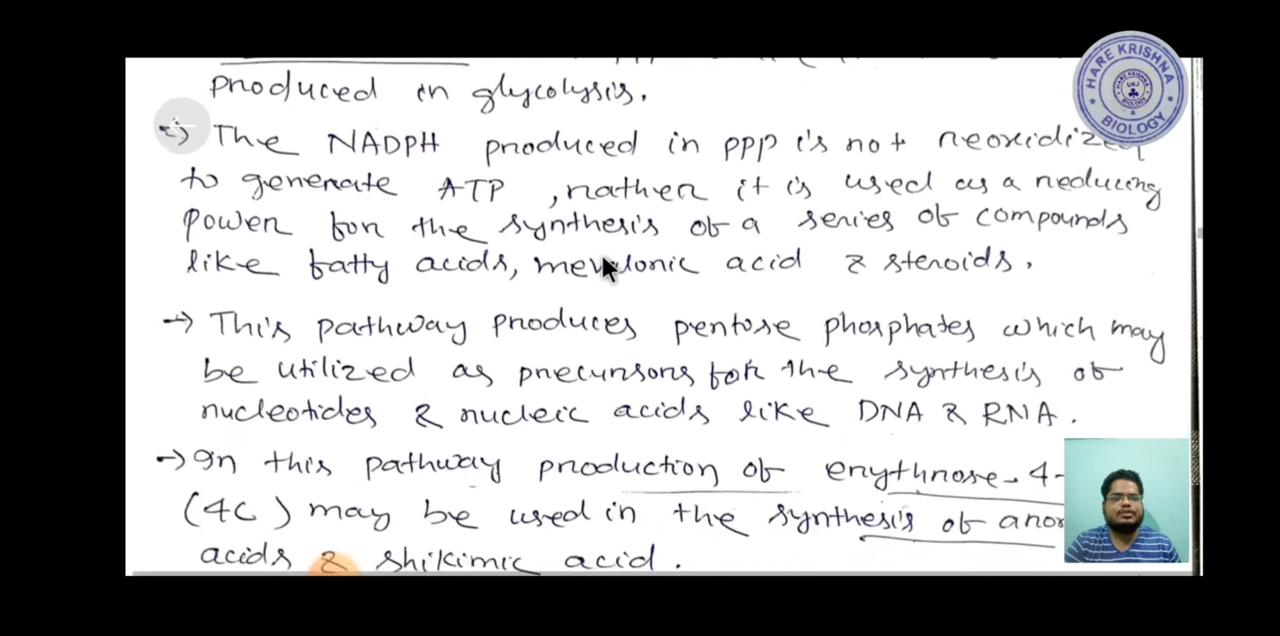 produced in glycolysis.
HARE KRISHNA
HARE KRISHNA
UKJ
BIOLOGY
BIOLOGY
→ The NADPH produced in PPP is not reoxidized
to generate ATP, rather it is used as a reducing
power for the synthesis of a series of compounds
like fatty acids, mevalonic acid & steroids.
→ This pathway produces pentose phosphates which may
be utilized as precursors for the synthesis of
nucleotides & nucleic acids like DNA & RNA.
→ In this pathway production of erythrose-4-
(4C) may be used in the synthesis of
acids & shikimic acid.